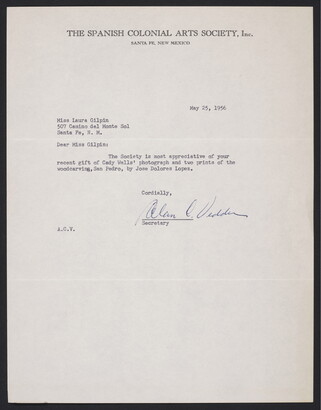 THE SPANISH COLONIAL ARTS SOCIETY, Inc.
SANTA FE, NEW MEXICO
May 25, 1956
Miss Laura Gilpin
507 Camino del Monte Sol
Santa Fe, N. M.
Dear Miss Gilpin:
The Society is most appreciative of your
recent gift of Cady Wells' photograph and two prints of the
woodcarving, San Pedro, by Jose Dolores Lopez.
Cordially,
Alan C. Vedder
Secretary
A.C.V.